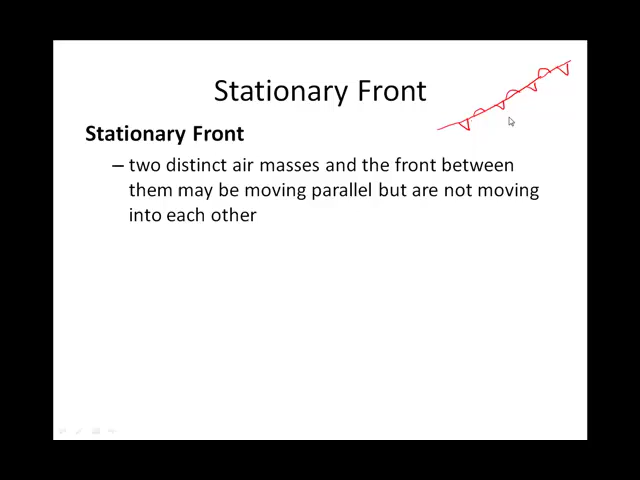 Stationary Front
Stationary Front
– two distinct air masses and the front between
them may be moving parallel but are not moving
into each other